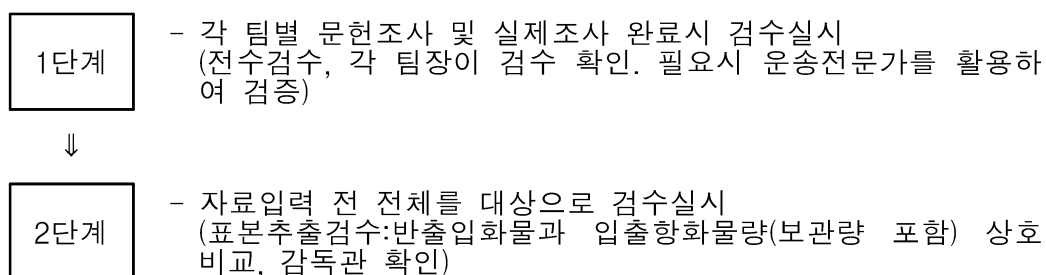 1단계
- 각 팀별 문헌조사 및 실제조사 완료시 검수실시
(전수검수, 각 팀장이 검수 확인. 필요시 운송전문가를 활용하
여 검증)
⇓
2단계
- 자료입력 전 전체를 대상으로 검수실시
(표본추출검수:반출입화물과 입출항화물량(보관량 포함) 상호
비교, 감독관 확인)